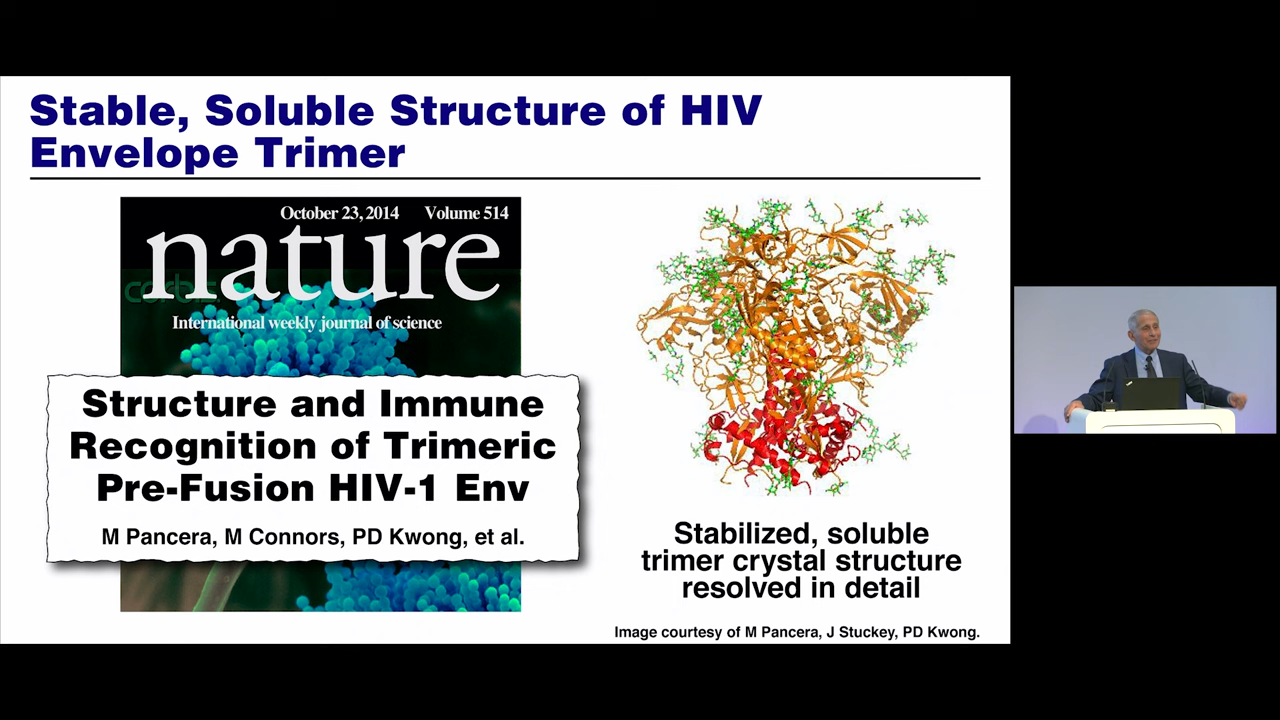 Stable, Soluble Structure of HIV
Envelope Trimer
October 23, 2014 Volume 514
nature
International weekly journal of science
Structure and Immune
Recognition of Trimeric
Pre-Fusion HIV-1 Env
M Pancera, M Connors, PD Kwong, et al.
Stabilized, soluble
trimer crystal structure
resolved in detail
Image courtesy of M Pancera, J Stuckey, PD Kwong.